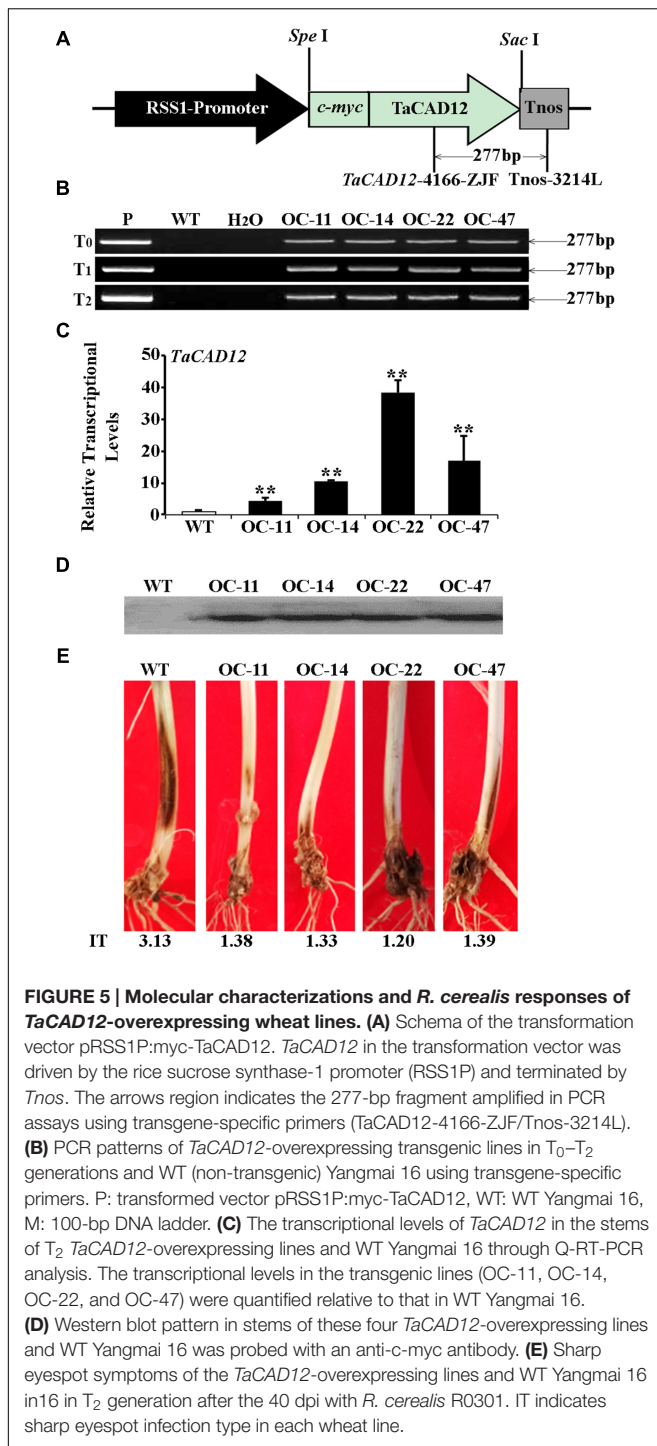 A
Spe I
Sac I
RSS1-Promoter
c-myc
TaCAD12
Tnos
277bp
TaCAD12-4166-ZJF Tnos-3214L
B
P WT H2O OC-11 OC-14 OC-22 OC-47
T0 277bp
T1 277bp
T2 277bp
C
TaCAD12
Relative Transcriptional
Levels
50
40
30
20
10
0
** ** ** **
WT OC-11 OC-14 OC-22 OC-47
D
WT OC-11 OC-14 OC-22 OC-47
E
WT OC-11 OC-14 OC-22 OC-47
IT 3.13 1.38 1.33 1.20 1.39
FIGURE 5 | Molecular characterizations and R. cerealis responses of
TaCAD12-overexpressing wheat lines. (A) Schema of the transformation
vector pRSS1P:myc-TaCAD12. TaCAD12 in the transformation vector was
driven by the rice sucrose synthase-1 promoter (RSS1P) and terminated by
Tnos. The arrows region indicates the 277-bp fragment amplified in PCR
assays using transgene-specific primers (TaCAD12-4166-ZJF/Tnos-3214L).
(B) PCR patterns of TaCAD12-overexpressing transgenic lines in T0–T2
generations and WT (non-transgenic) Yangmai 16 using transgene-specific
primers. P: transformed vector pRSS1P:myc-TaCAD12, WT: WT Yangmai 16,
M: 100-bp DNA ladder. (C) The transcriptional levels of TaCAD12 in the stems
of T2 TaCAD12-overexpressing lines and WT Yangmai 16 through Q-RT-PCR
analysis. The transcriptional levels in the transgenic lines (OC-11, OC-14,
OC-22, and OC-47) were quantified relative to that in WT Yangmai 16.
(D) Western blot pattern in stems of these four TaCAD12-overexpressing lines
and WT Yangmai 16 was probed with an anti-c-myc antibody. (E) Sharp
eyespot symptoms of the TaCAD12-overexpressing lines and WT Yangmai 16
in16 in T2 generation after the 40 dpi with R. cerealis R0301. IT indicates
sharp eyespot infection type in each wheat line.